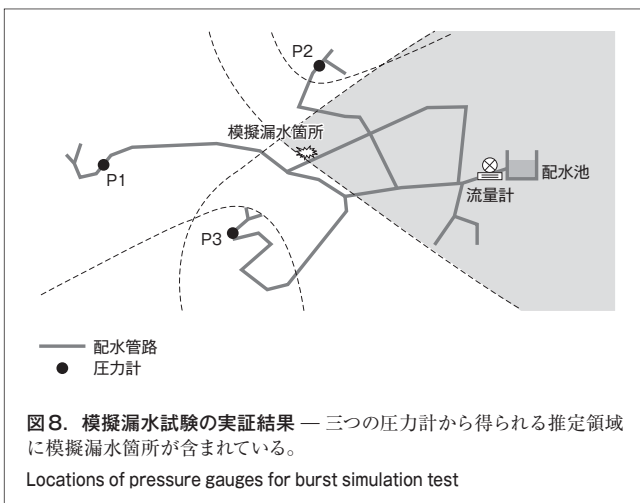 P2
模擬漏水箇所
P1
配水池
流量計
P3
配水管路
圧力計
図8．模擬漏水試験の実証結果 — 三つの圧力計から得られる推定領域
に模擬漏水箇所が含まれている。
Locations of pressure gauges for burst simulation test